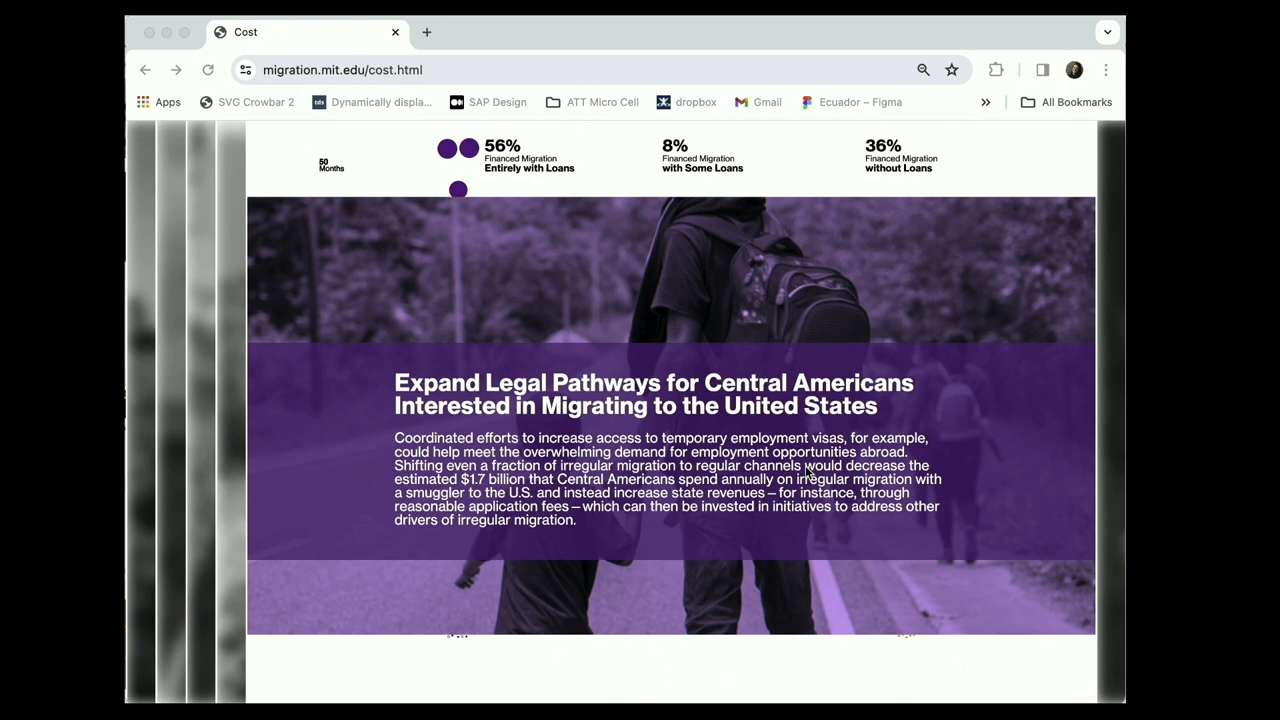 Cost
migration.mit.edu/cost.html
Apps SVG Crowbar 2 Dynamically displa... SAP Design ATT Micro Cell dropbox Gmail Ecuador – Figma » All Bookmarks
50
Months
56%
Financed Migration
Entirely with Loans
8%
Financed Migration
with Some Loans
36%
Financed Migration
without Loans
Expand Legal Pathways for Central Americans
Interested in Migrating to the United States
Coordinated efforts to increase access to temporary employment visas, for example,
could help meet the overwhelming demand for employment opportunities abroad.
Shifting even a fraction of irregular migration to regular channels would decrease the
estimated $1.7 billion that Central Americans spend annually on irregular migration with
a smuggler to the U.S. and instead increase state revenues – for instance, through
reasonable application fees – which can then be invested in initiatives to address other
drivers of irregular migration.